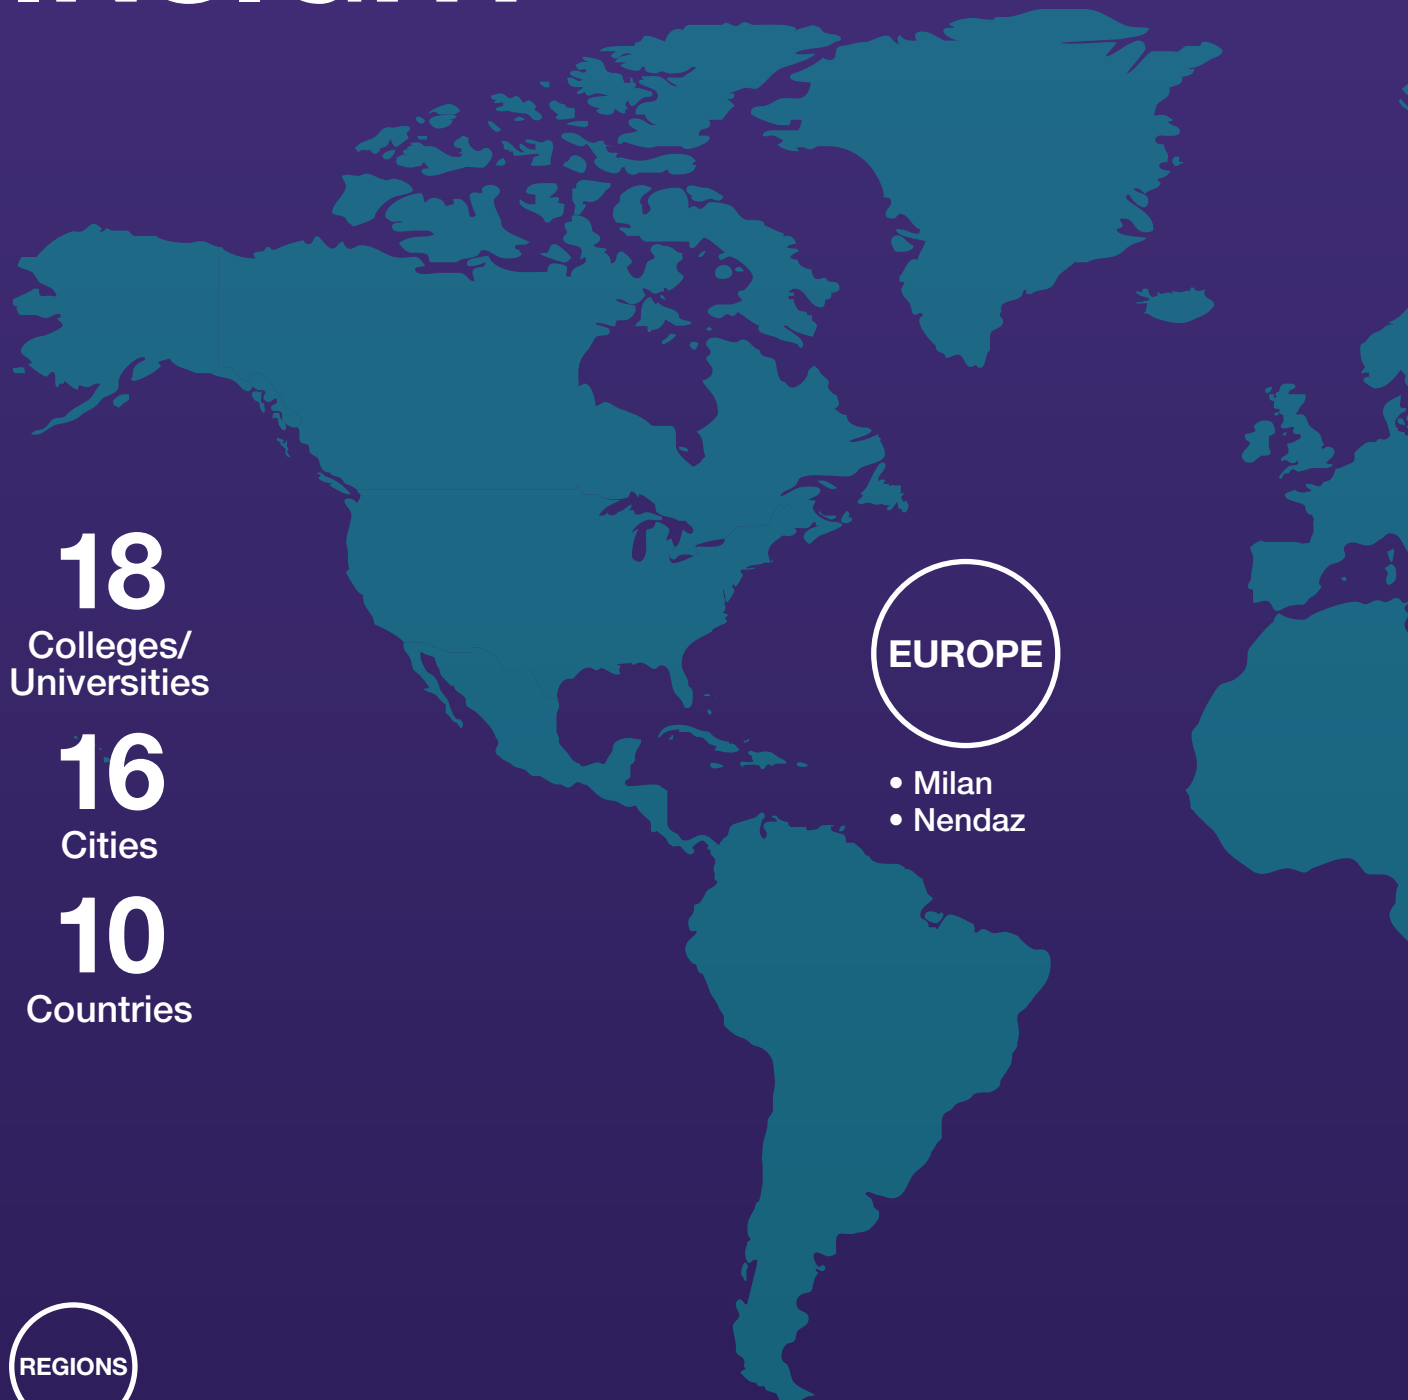 18
Colleges/
Universities
16
Cities
10
Countries
EUROPE
• Milan
• Nendaz
REGIONS